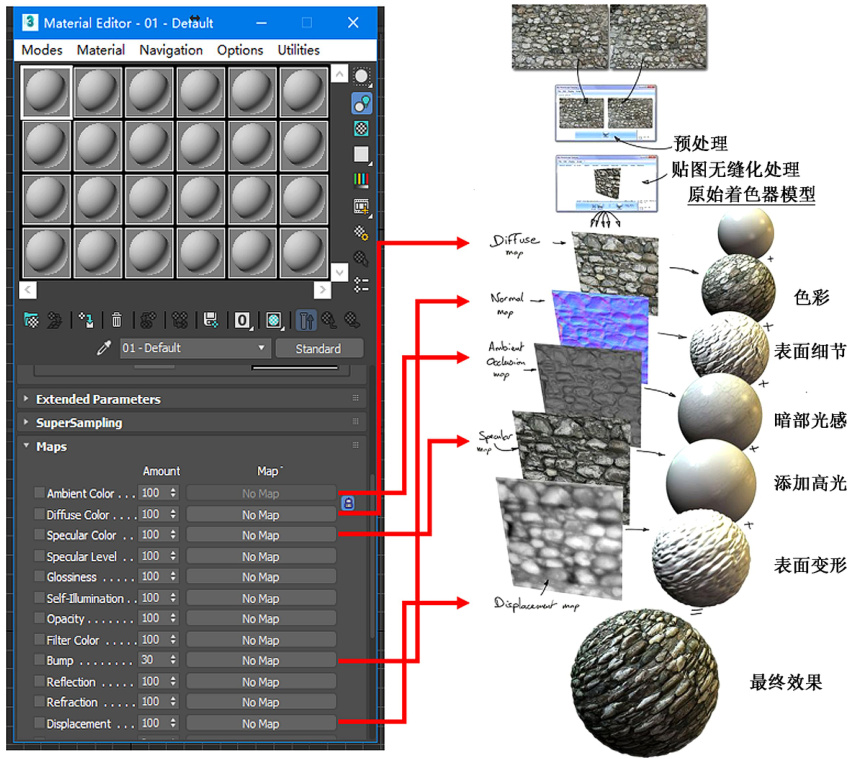 3 Material Editor - 01 - Default
Modes Material Navigation Options Utilities
01 - Default
Standard
Extended Parameters
SuperSampling
Maps
Amount Map
Ambient Color . . . 100 No Map
Diffuse Color . . . . 100 No Map
Specular Color . . 100 No Map
Specular Level . . 100 No Map
Glossiness . . . . . 100 No Map
Self-Illumination . . 100 No Map
Opacity . . . . . . . 100 No Map
Filter Color . . . . 100 No Map
Bump . . . . . . . . 30 No Map
Reflection . . . . . 100 No Map
Refraction . . . . . 100 No Map
Displacement . . . 100 No Map
预处理
贴图无缝化处理
原始着色器模型
Diffuse
map
Normal
map
Ambient
Occlusion
map
Specular
map
Displacement map
色彩
表面细节
暗部光感
添加高光
表面变形
最终效果